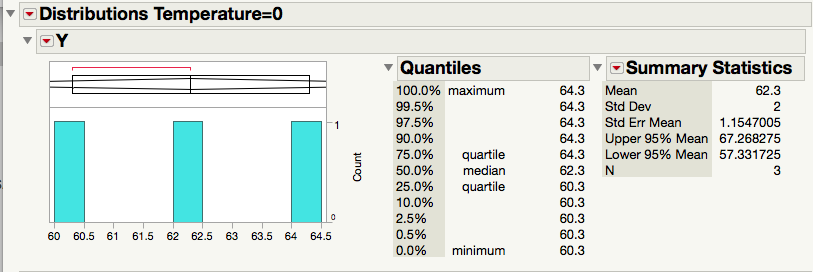 Distributions Temperature=0
Y
1
0
Count
60 60.5 61 61.5 62 62.5 63 63.5 64 64.5
Quantiles
100.0% maximum 64.3
99.5% 64.3
97.5% 64.3
90.0% 64.3
75.0% quartile 64.3
50.0% median 62.3
25.0% quartile 60.3
10.0% 60.3
2.5% 60.3
0.5% 60.3
0.0% minimum 60.3
Summary Statistics
Mean 62.3
Std Dev 2
Std Err Mean 1.1547005
Upper 95% Mean 67.268275
Lower 95% Mean 57.331725
N 3